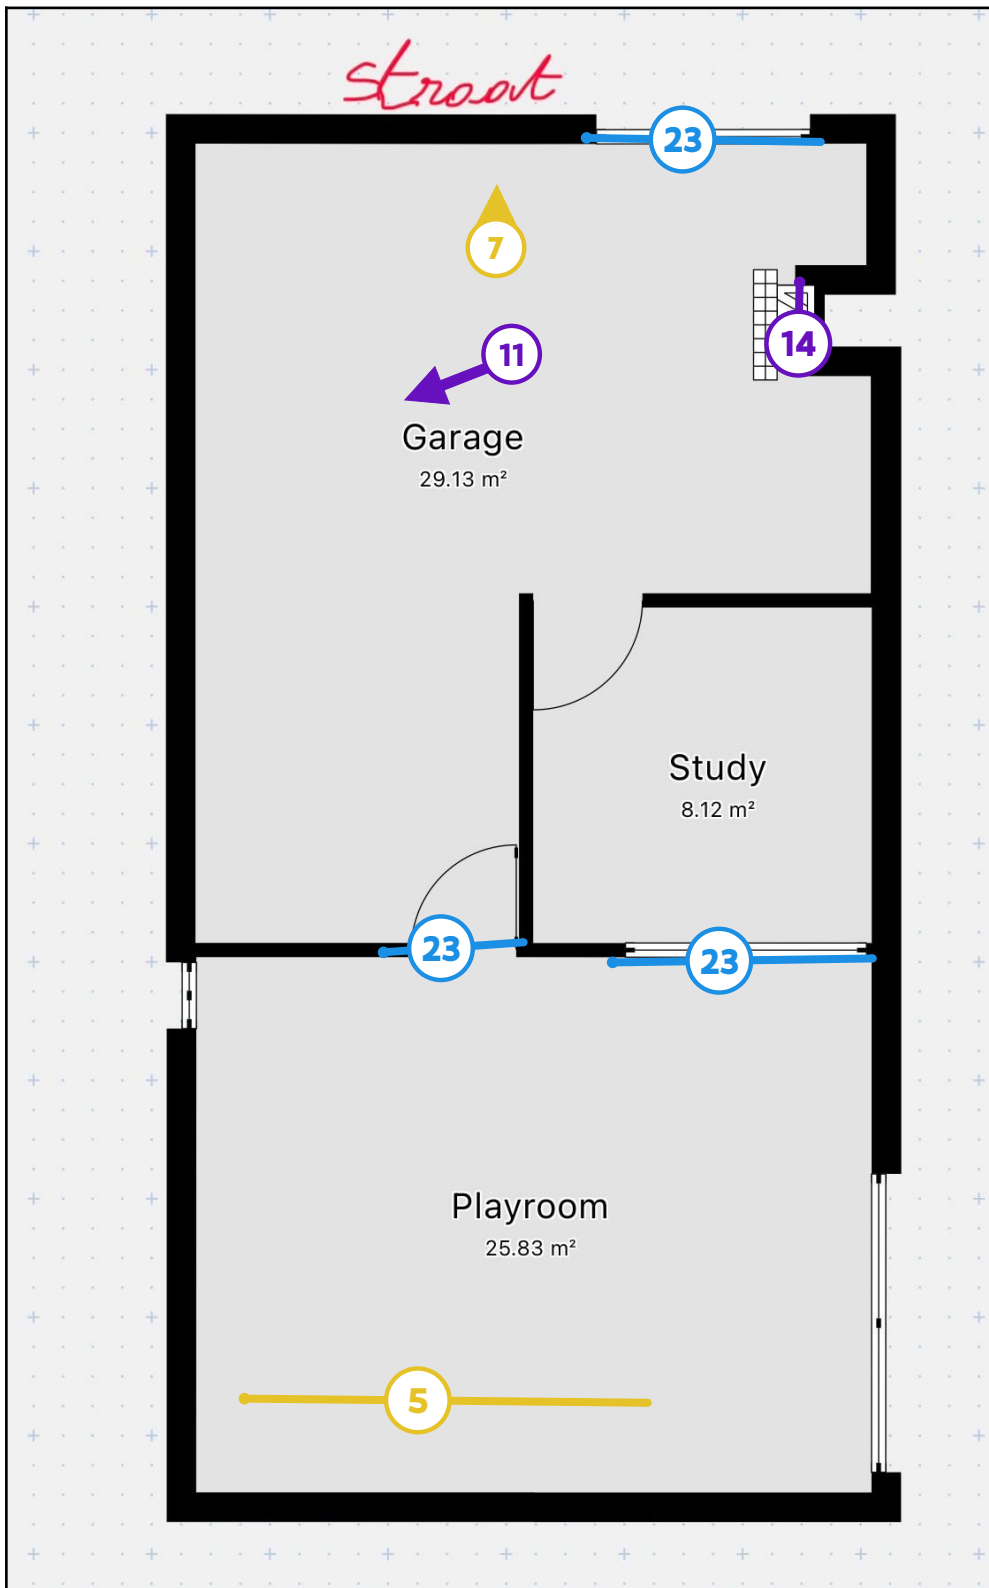 straat
23
7
14
11
Garage
29.13 m²
Study
8.12 m²
23
23
Playroom
25.83 m²
5